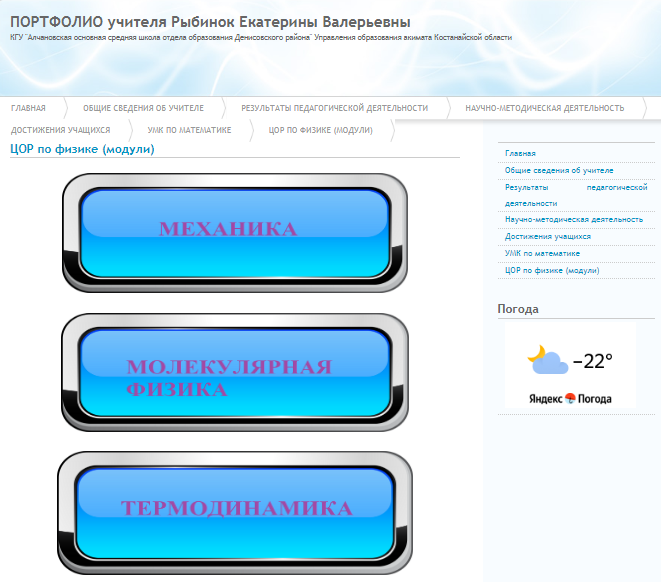 ПОРТФОЛИО учителя Рыбинок Екатерины Валерьевны
КГУ "Алчановская основная средняя школа отдела образования Денисовского района" Управления образования акимата Костанайской области
ГЛАВНАЯ
ОБЩИЕ СВЕДЕНИЯ ОБ УЧИТЕЛЕ
РЕЗУЛЬТАТЫ ПЕДАГОГИЧЕСКОЙ ДЕЯТЕЛЬНОСТИ
НАУЧНО-МЕТОДИЧЕСКАЯ ДЕЯТЕЛЬНОСТЬ
ДОСТИЖЕНИЯ УЧАЩИХСЯ
УМК ПО МАТЕМАТИКЕ
ЦОР ПО ФИЗИКЕ (МОДУЛИ)
ЦОР по физике (модули)
МЕХАНИКА
МОЛЕКУЛЯРНАЯ
ФИЗИКА
ТЕРМОДИНАМИКА
Главная
Общие сведения об учителе
Результаты педагогической
деятельности
Научно-методическая деятельность
Достижения учащихся
УМК по математике
ЦОР по физике (модули)
Погода
−22°
Яндекс Погода